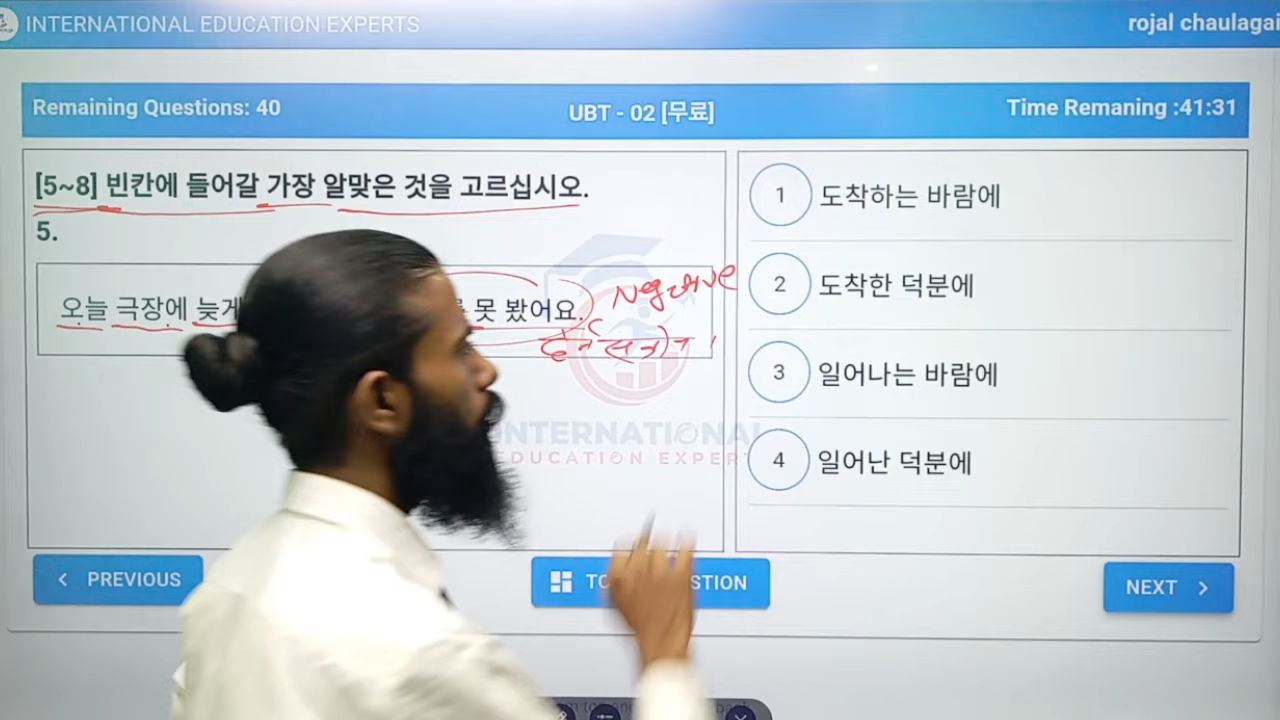 INTERNATIONAL EDUCATION EXPERTS
rojal chaulagai
Remaining Questions: 40
UBT - 02 [무료]
Time Remaning :41:31
[5~8] 빈칸에 들어갈 가장 알맞은 것을 고르십시오.
5.
오늘 극장에 늦게 못 봤어요.
Negative
1 도착하는 바람에
2 도착한 덕분에
3 일어나는 바람에
4 일어난 덕분에
INTERNATIONAL
EDUCATION EXPER
< PREVIOUS
STION
NEXT >